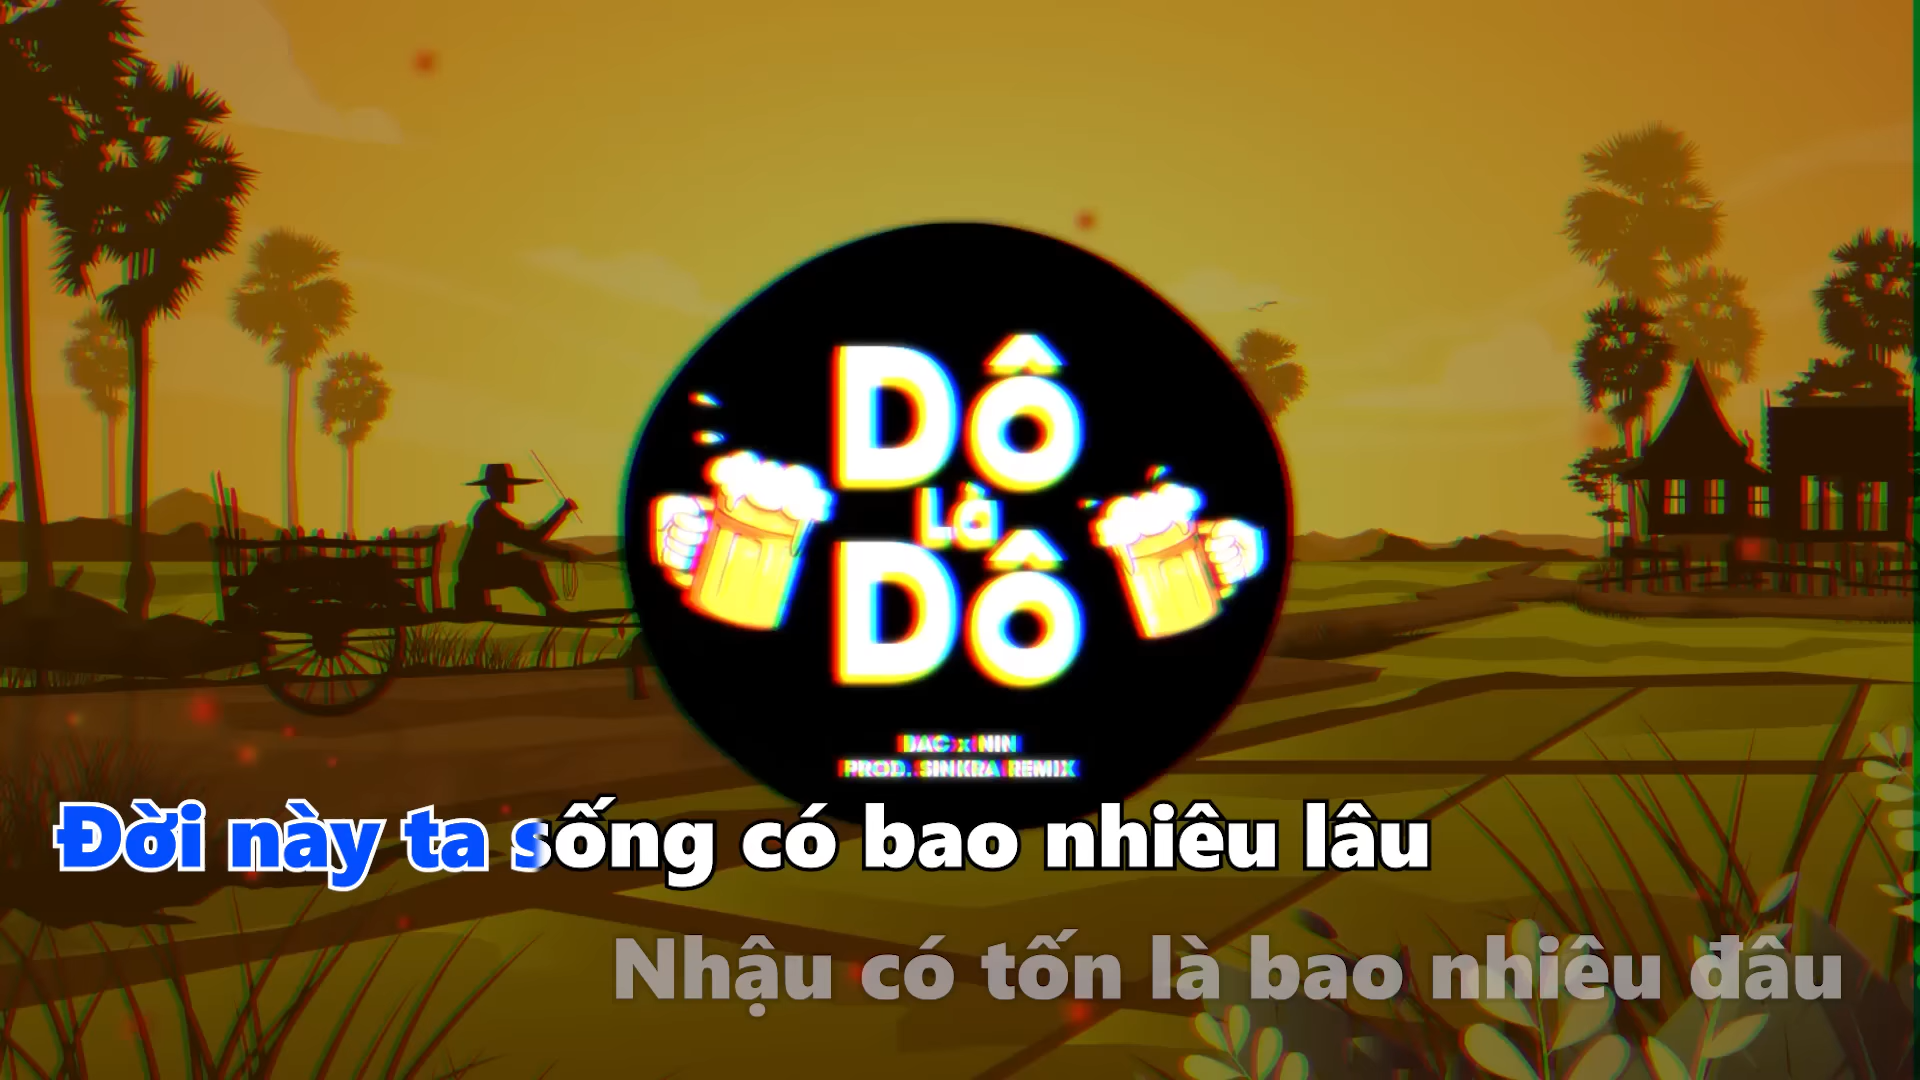 Dô
Là
Dô
BAC x NIN
PROD. SINKRA REMIX
Đời này ta sống có bao nhiêu lâu
Nhậu có tốn là bao nhiêu đâu